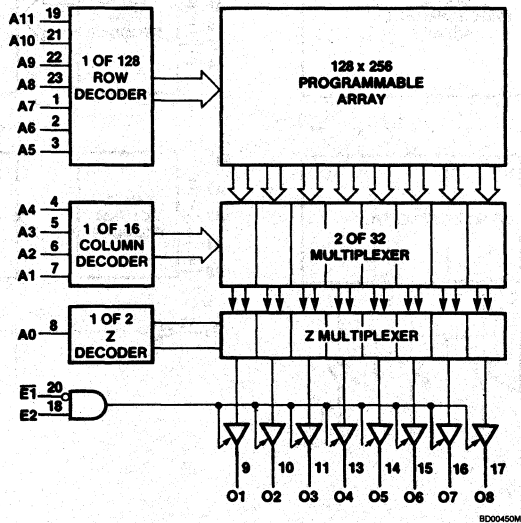 A11 19
A10 21
A9 22
A8 23
A7 1
A6 2
A5 3
1 OF 128
ROW
DECODER
128 x 256
PROGRAMMABLE
ARRAY
A4 4
A3 5
A2 6
A1 7
1 OF 16
COLUMN
DECODER
2 OF 32
MULTIPLEXER
A0 8
1 OF 2
Z
DECODER
Z MULTIPLEXER
E1 20
E2 18
9 10 11 13 14 15 16 17
O1 O2 O3 O4 O5 O6 O7 O8
BD00450M